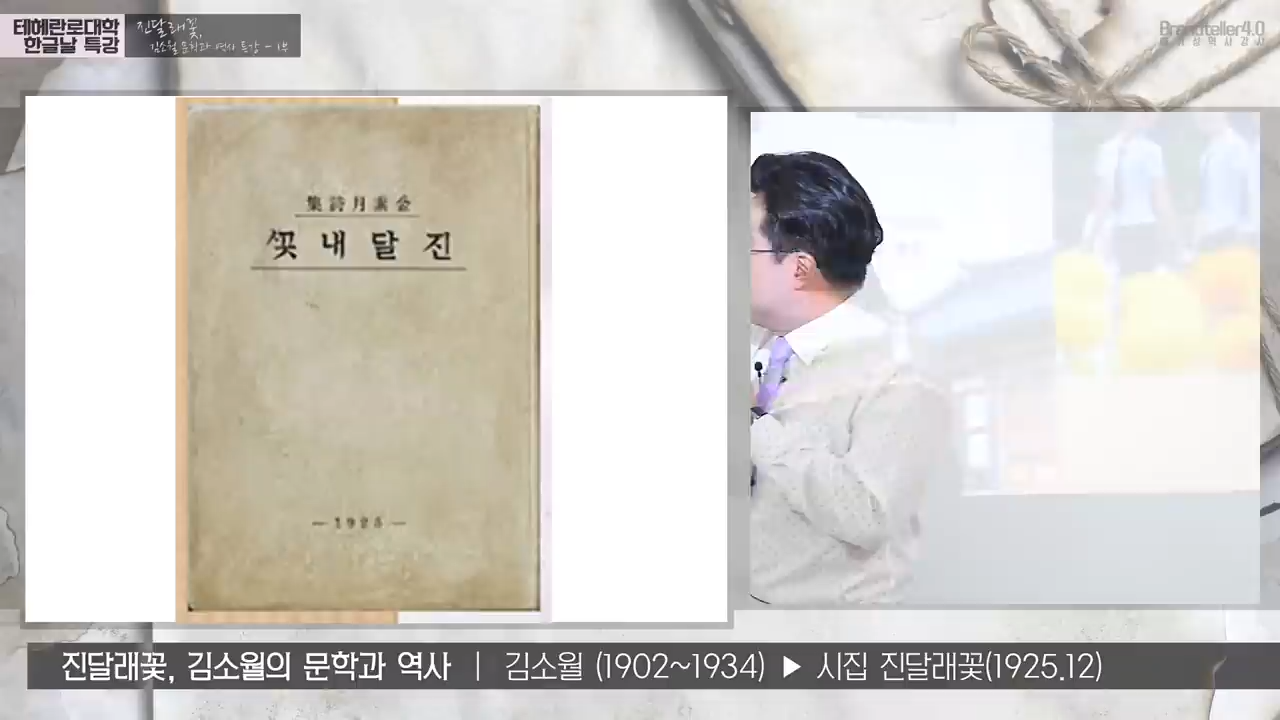 테헤란로대학
한글날 특강
진달래꽃,
김소월 문학과 역사 특강 - 1부
Brandteller4.0
集詩月素金
꽃 내 달 진
— 1925 —
진달래꽃, 김소월의 문학과 역사 | 김소월 (1902~1934) ▶ 시집 진달래꽃(1925.12)